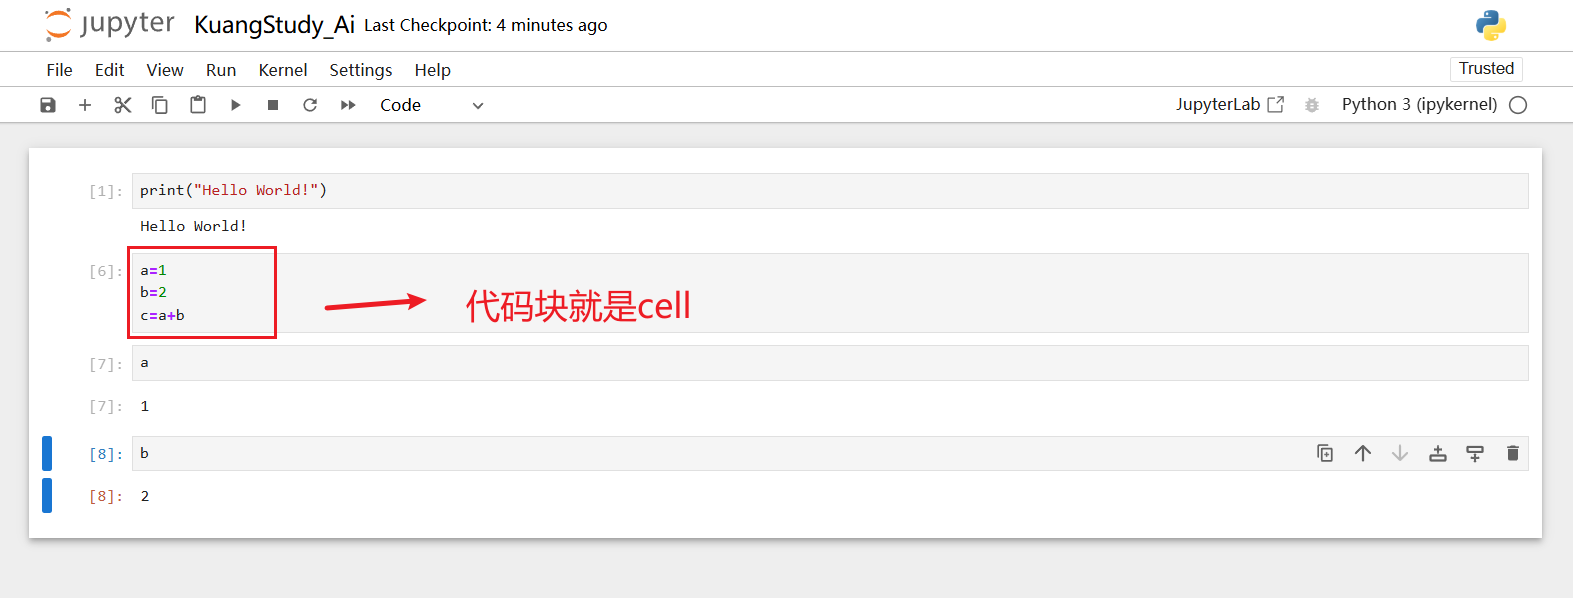 jupyter KuangStudy_Ai Last Checkpoint: 4 minutes ago
File Edit View Run Kernel Settings Help Trusted
Code JupyterLab Python 3 (ipykernel)
[1]: print("Hello World!")
Hello World!
[6]: a=1
b=2
c=a+b
代码块就是cell
[7]: a
[7]: 1
[8]: b
[8]: 2